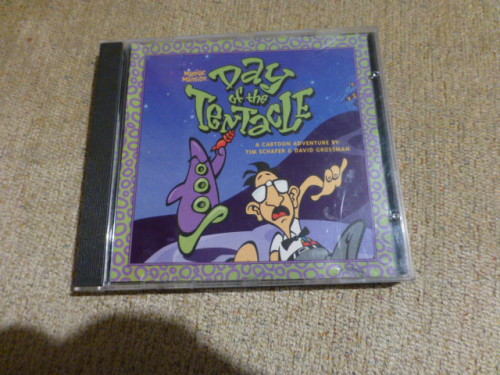 Maniac
Mansion
Day
of the
TENTACLE
A CARTOON ADVENTURE BY
TIM SCHAFER & DAVID GROSSMAN